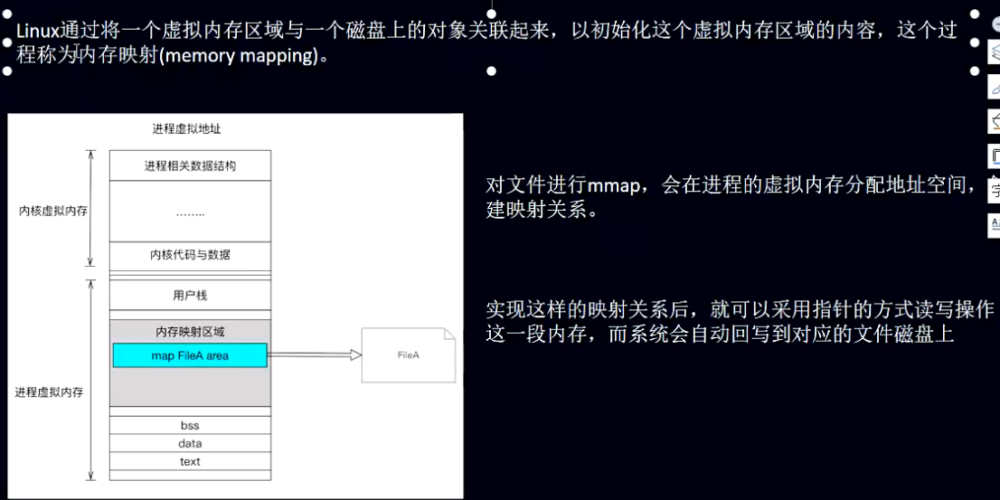 Linux通过将一个虚拟内存区域与一个磁盘上的对象关联起来，以初始化这个虚拟内存区域的内容，这个过
程称为内存映射(memory mapping)。
进程虚拟地址
进程相关数据结构
........
内核虚拟内存
内核代码与数据
用户栈
内存映射区域
map FileA area
FileA
进程虚拟内存
bss
data
text
对文件进行mmap，会在进程的虚拟内存分配地址空间，
建映射关系。
实现这样的映射关系后，就可以采用指针的方式读写操作
这一段内存，而系统会自动回写到对应的文件磁盘上
字